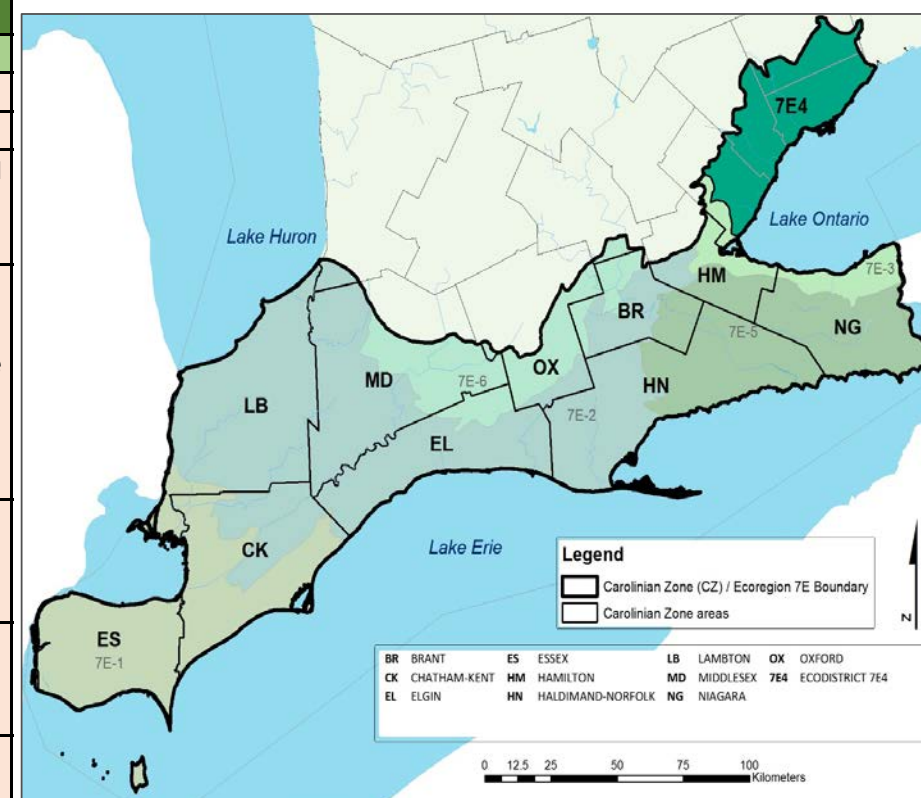 7E4
Lake Huron
Lake Ontario
HM
7E-3
BR
NG
7E-5
OX
MD
7E-6
HN
LB
7E-2
EL
CK
Lake Erie
ES
7E-1
Legend
Carolinian Zone (CZ) / Ecoregion 7E Boundary
Carolinian Zone areas
N
BR BRANT ES ESSEX LB LAMBTON OX OXFORD
CK CHATHAM-KENT HM HAMILTON MD MIDDLESEX 7E4 ECODISTRICT 7E4
EL ELGIN HN HALDIMAND-NORFOLK NG NIAGARA
0 12.5 25 50 75 100
Kilometers